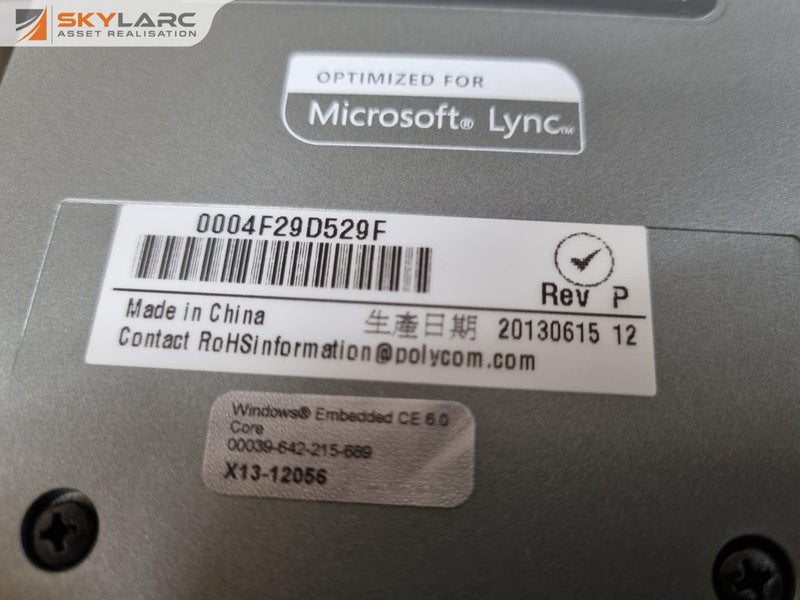 SKYLARC
ASSET REALISATION
OPTIMIZED FOR
Microsoft® Lync™
0004F29D529F
Rev P
Made in China 生產日期 20130615 12
Contact RoHSinformation@polycom.com
Windows® Embedded CE 6.0
Core
00039-642-215-689
X13-12056